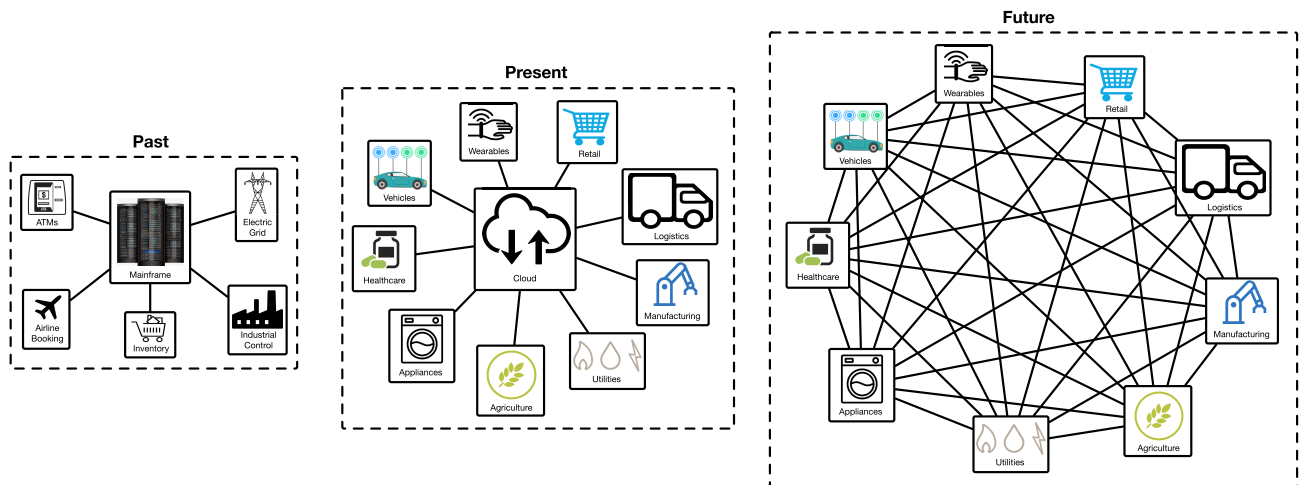 Past
ATMs
Mainframe
Electric
Grid
Airline
Booking
Inventory
Industrial
Control
Present
Wearables
Retail
Vehicles
Logistics
Cloud
Healthcare
Manufacturing
Appliances
Utilities
Agriculture
Future
Wearables
Retail
Vehicles
Logistics
Healthcare
Manufacturing
Appliances
Agriculture
Utilities